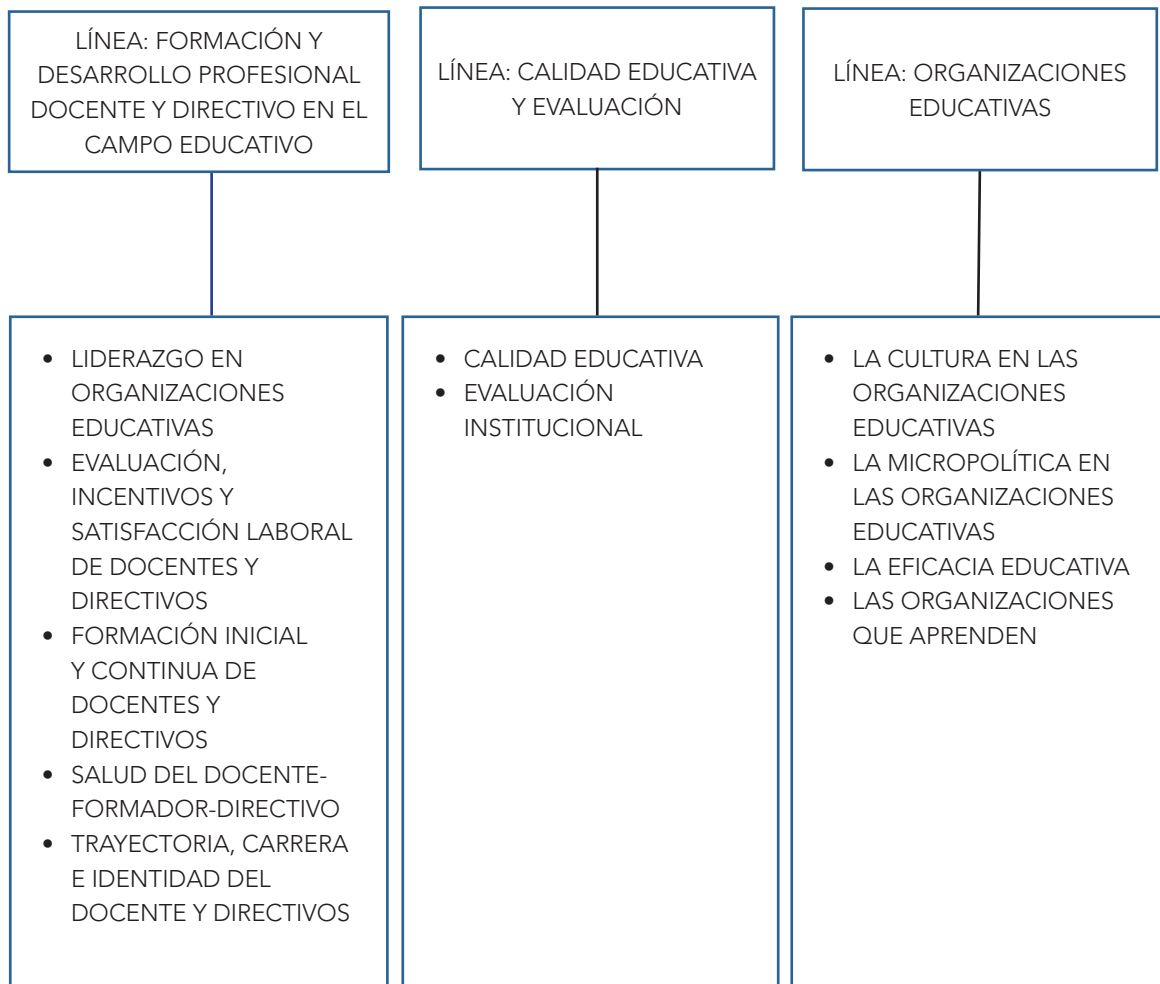 LÍNEA: FORMACIÓN Y
DESARROLLO PROFESIONAL
DOCENTE Y DIRECTIVO EN EL
CAMPO EDUCATIVO
LÍNEA: CALIDAD EDUCATIVA
Y EVALUACIÓN
LÍNEA: ORGANIZACIONES
EDUCATIVAS
• LIDERAZGO EN
ORGANIZACIONES
EDUCATIVAS
• EVALUACIÓN,
INCENTIVOS Y
SATISFACCIÓN LABORAL
DE DOCENTES Y
DIRECTIVOS
• FORMACIÓN INICIAL
Y CONTINUA DE
DOCENTES Y
DIRECTIVOS
• SALUD DEL DOCENTE-
FORMADOR-DIRECTIVO
• TRAYECTORIA, CARRERA
E IDENTIDAD DEL
DOCENTE Y DIRECTIVOS
• CALIDAD EDUCATIVA
• EVALUACIÓN
INSTITUCIONAL
• LA CULTURA EN LAS
ORGANIZACIONES
EDUCATIVAS
• LA MICROPOLÍTICA EN
LAS ORGANIZACIONES
EDUCATIVAS
• LA EFICACIA EDUCATIVA
• LAS ORGANIZACIONES
QUE APRENDEN